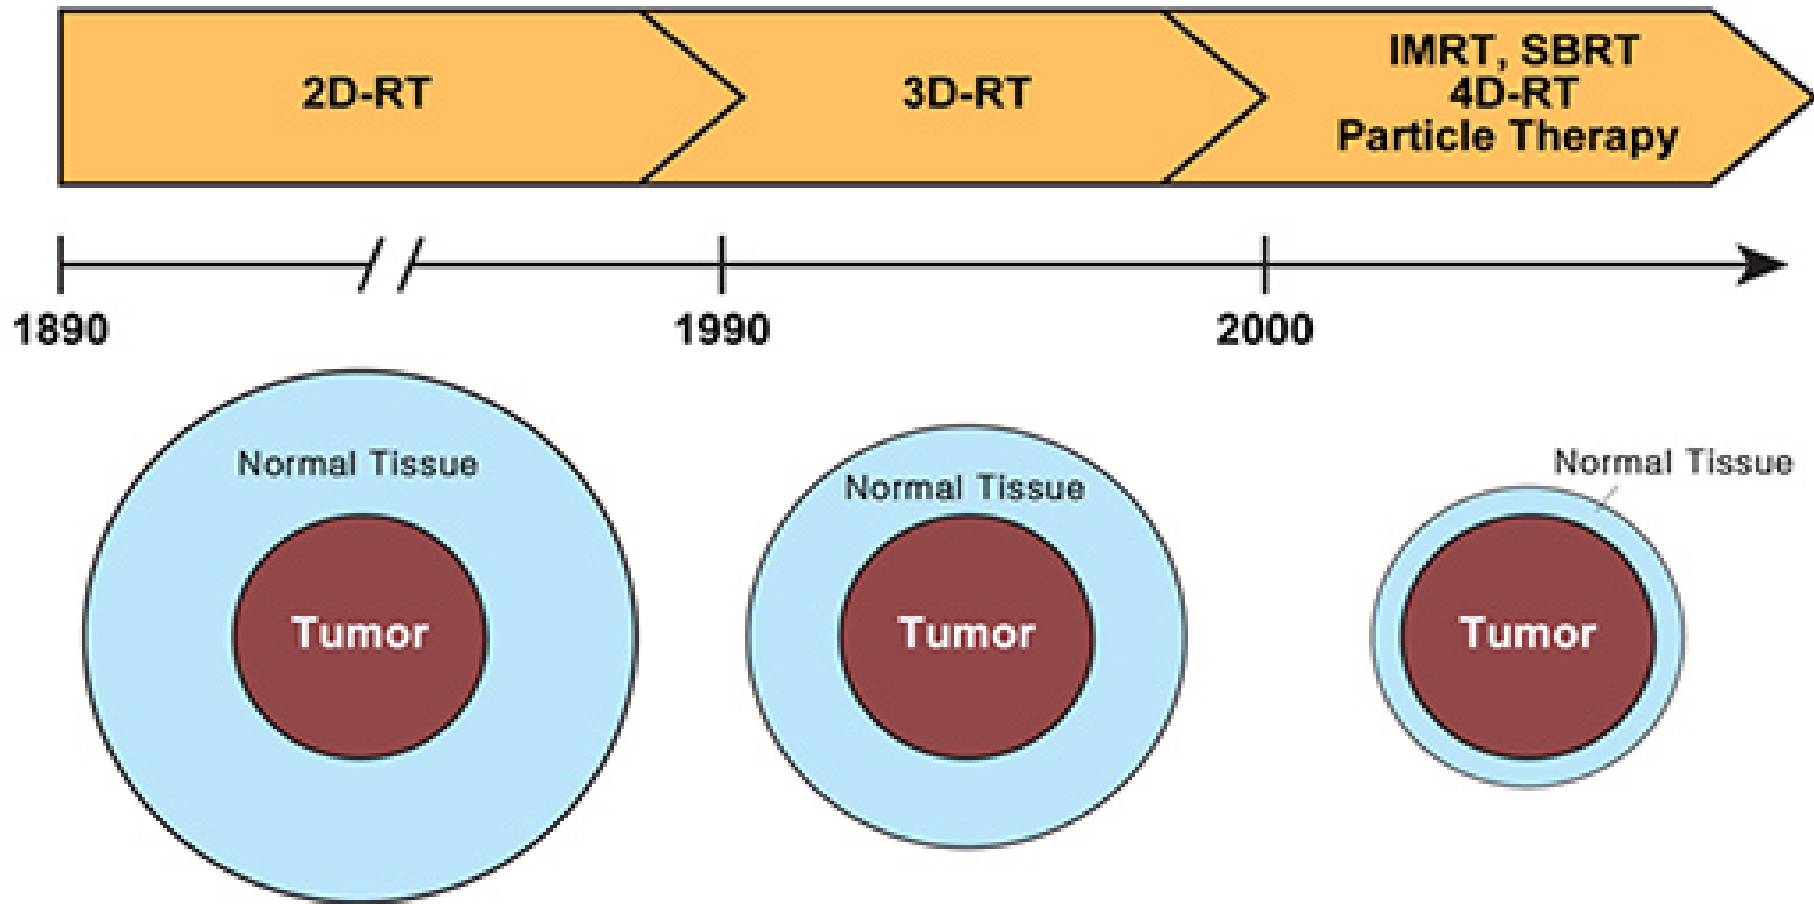 2D-RT
3D-RT
IMRT, SBRT
4D-RT
Particle Therapy
1890
1990
2000
Normal Tissue
Tumor
Normal Tissue
Tumor
Normal Tissue
Tumor